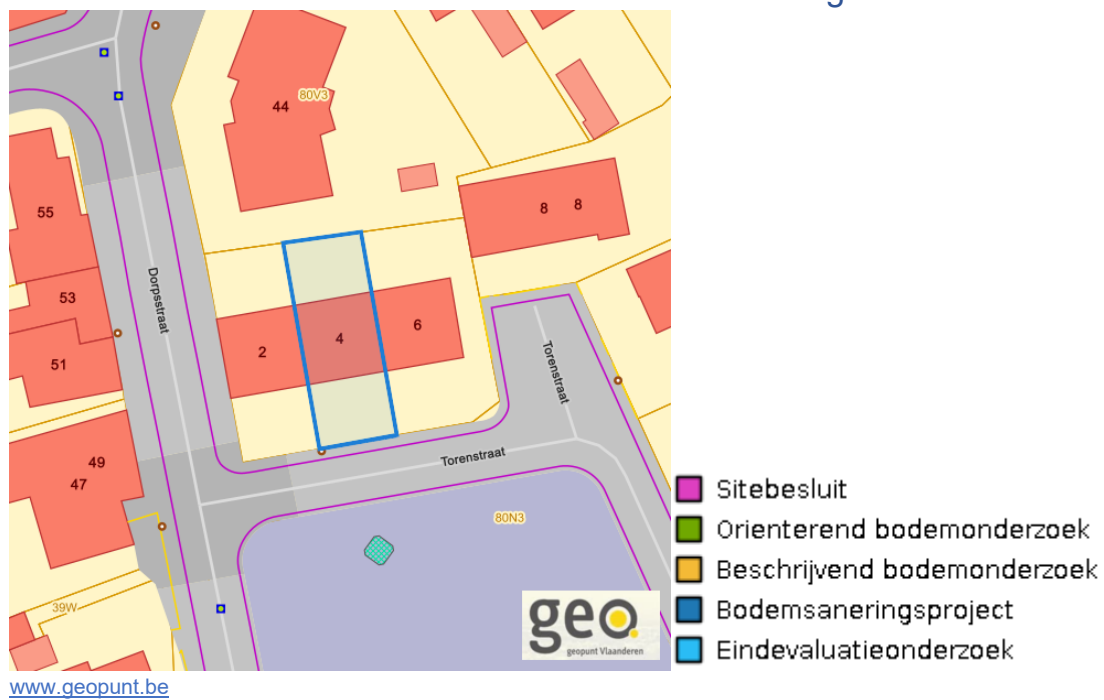 44
80V3
55
8 8
Dorpsstraat
53
6
4
2
51
Torenstraat
Torenstraat
49
47
80N3
39W
geo
geopunt Vlaanderen
Sitebesluit
Orienterend bodemonderzoek
Beschrijvend bodemonderzoek
Bodemsaneringsproject
Eindevaluatieonderzoek
www.geopunt.be